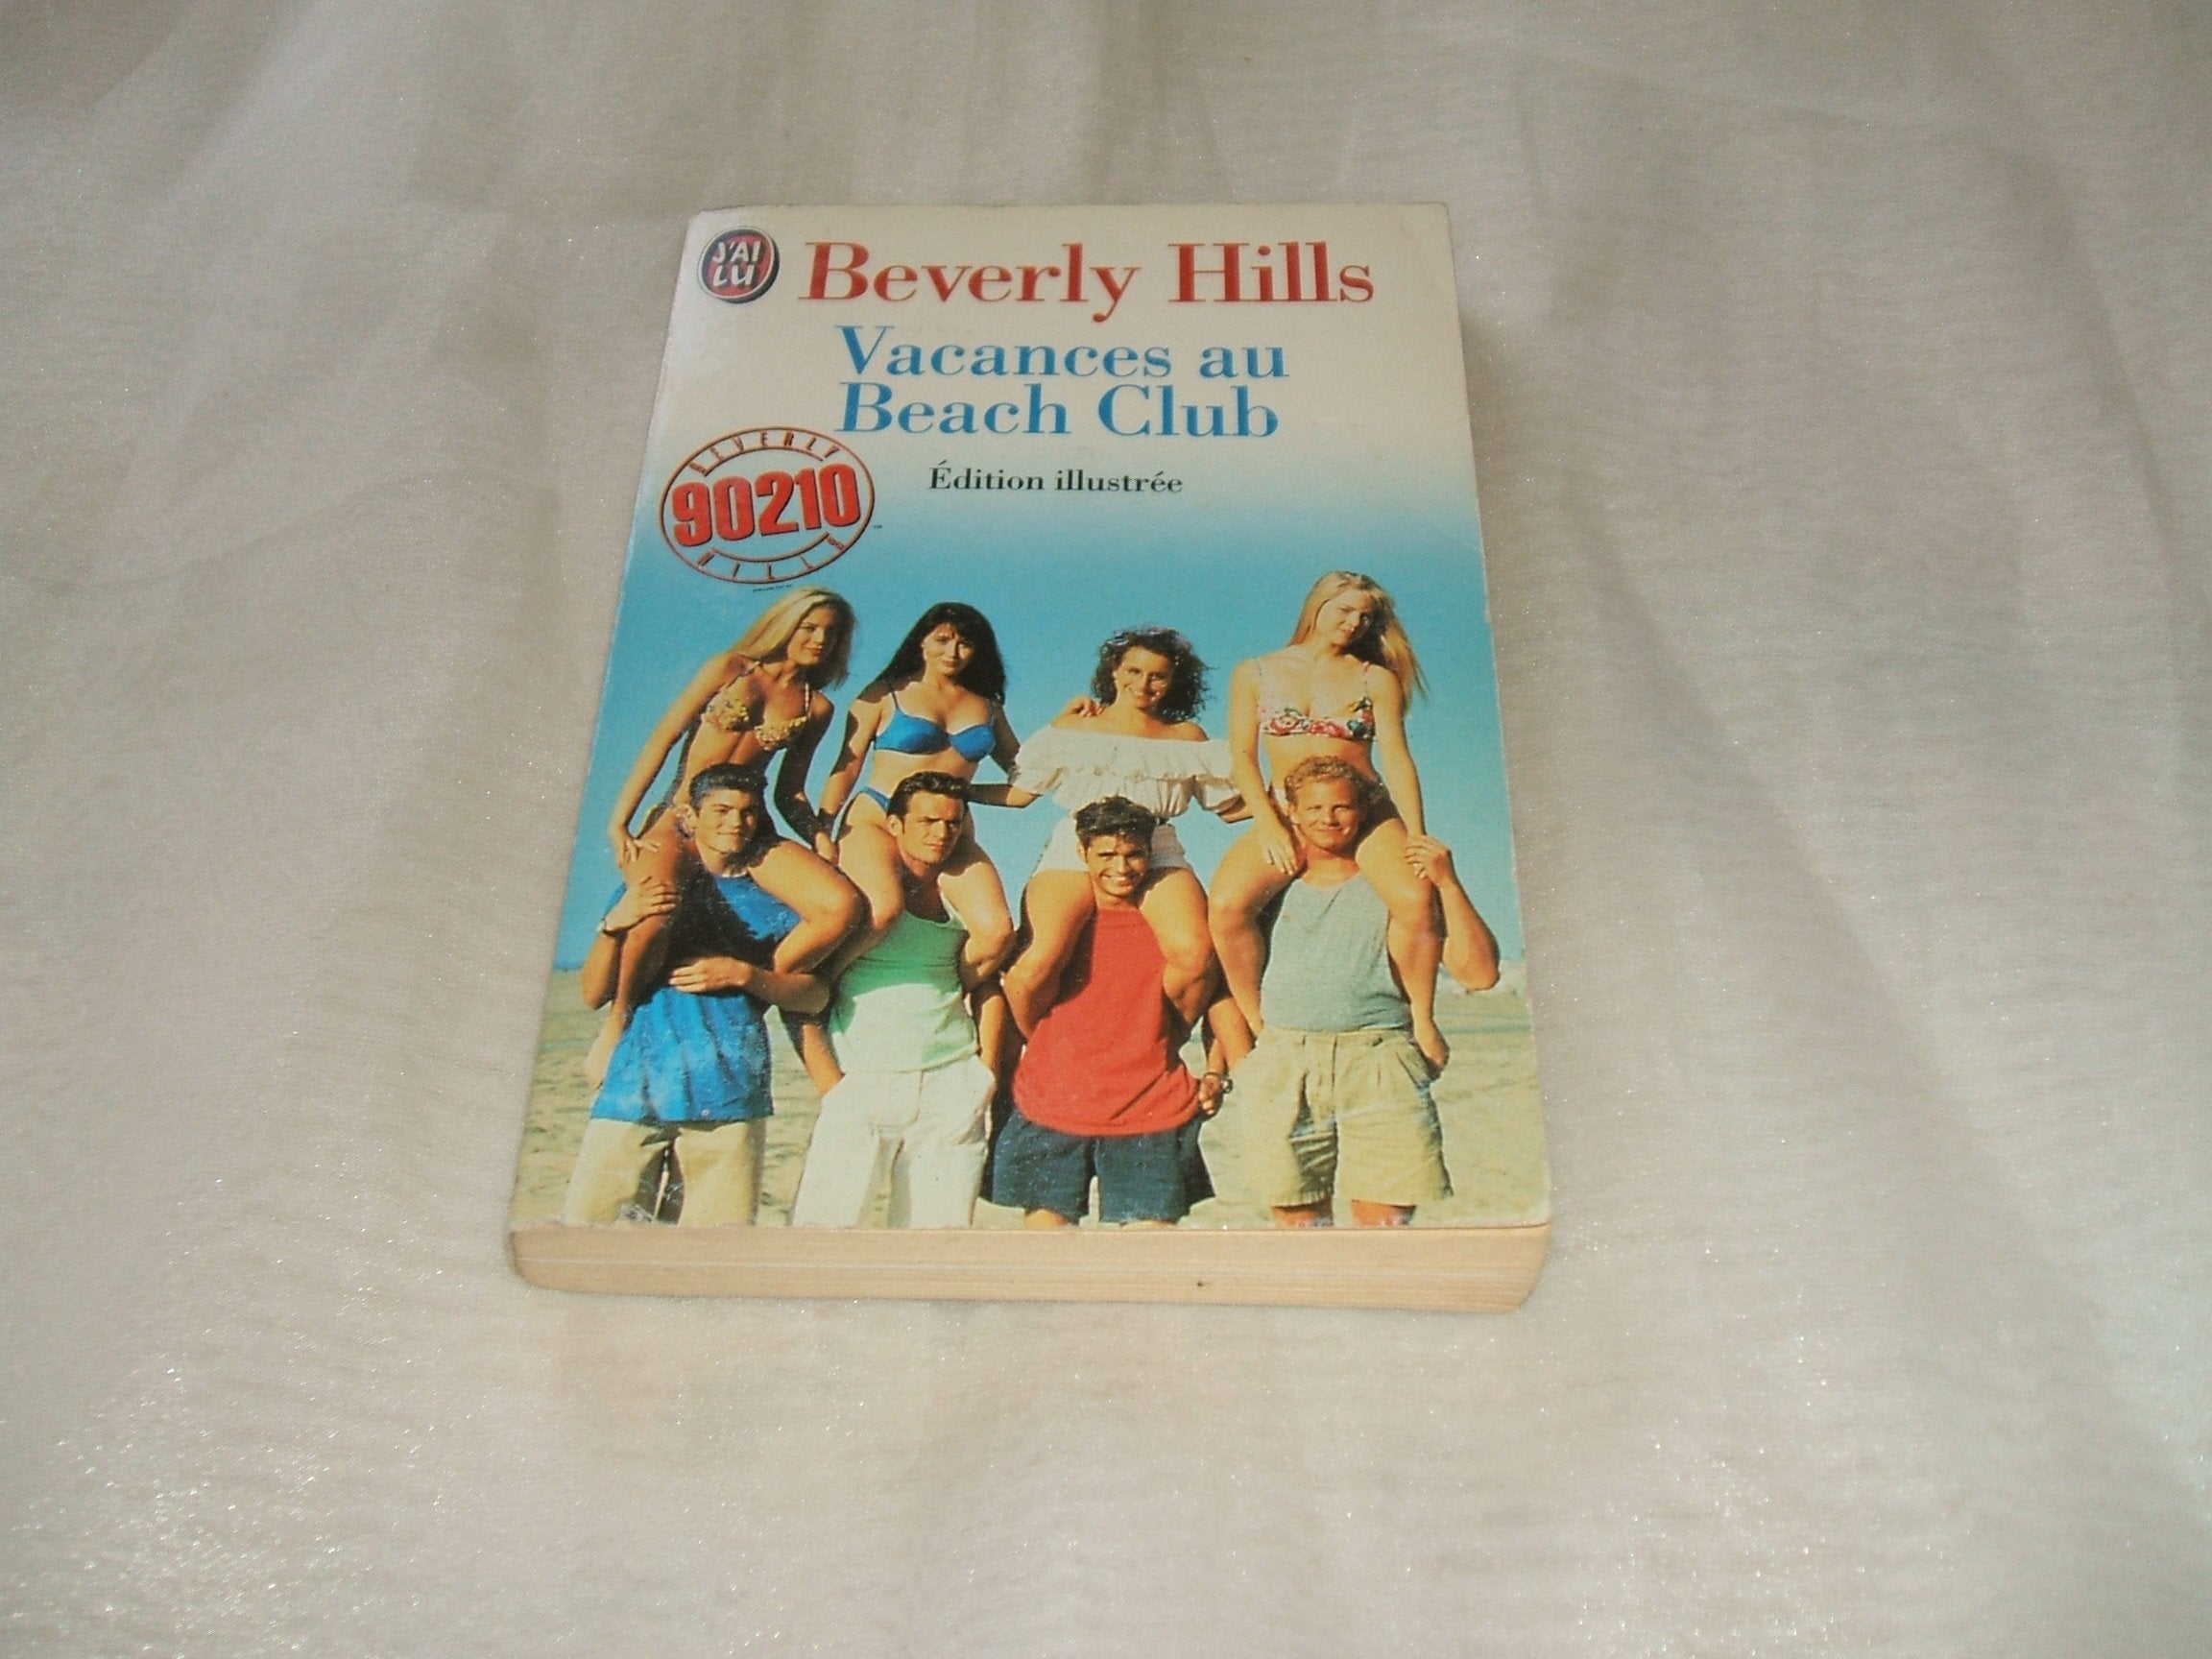 J'AI
LU
Beverly Hills
Vacances au
Beach Club
Édition illustrée
BEVERLY
90210
HILLS